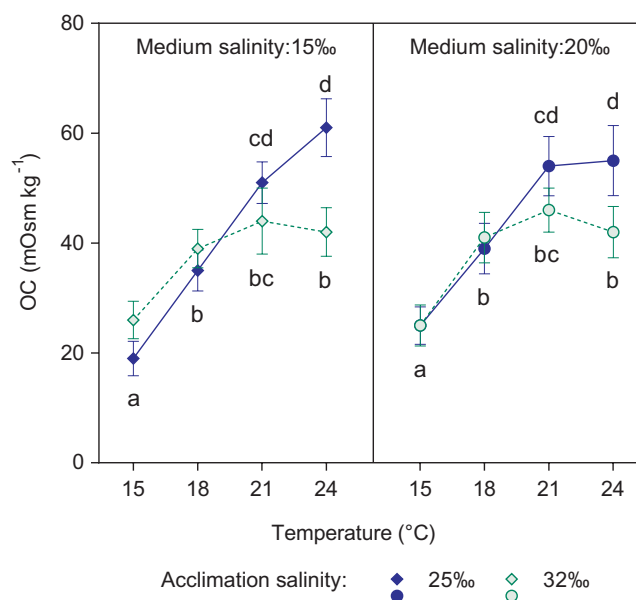 80
60
40
20
0
OC (mOsm kg⁻¹)
Medium salinity:15‰
a
b
cd
bc
d
b
15 18 21 24
Medium salinity:20‰
a
b
cd
bc
d
b
15 18 21 24
Temperature (°C)
Acclimation salinity: 25‰ 32‰